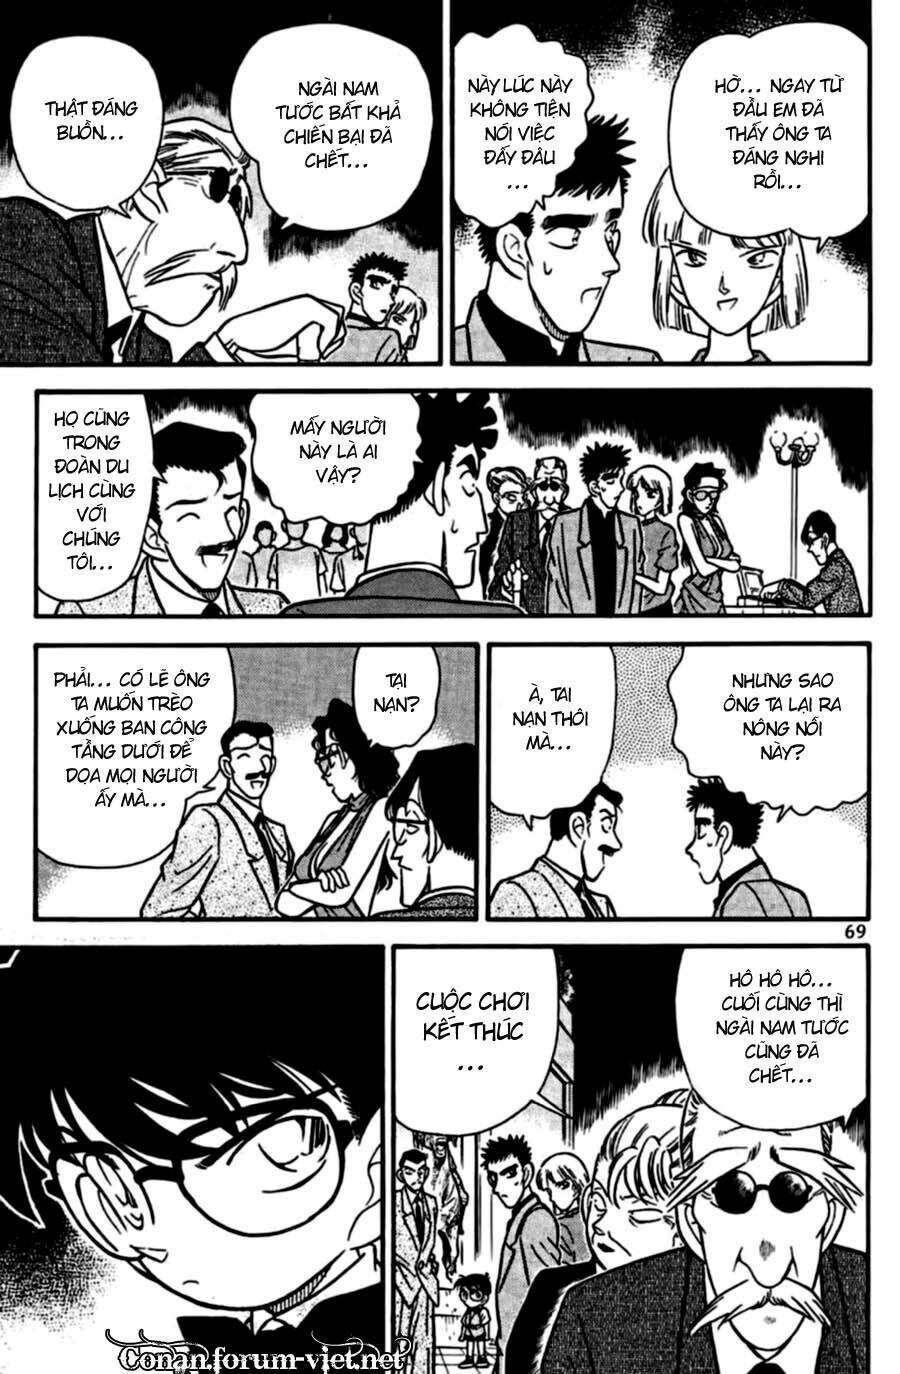 HỜ... NGAY TỪ
ĐẦU EM ĐÃ
THẤY ÔNG TA
ĐÁNG NGHI
RỒI...
NÀY LÚC NÀY
KHÔNG TIỆN
NÓI VIỆC
ĐẤY ĐÂU
...
NGÀI NAM
TƯỚC BẤT KHẢ
CHIẾN BẠI ĐÃ
CHẾT...
THẬT ĐÁNG
BUỒN...
MẤY NGƯỜI
NÀY LÀ AI
VẬY?
HỌ CŨNG
TRONG
ĐOÀN DU
LỊCH CÙNG
VỚI
CHÚNG
TÔI...
NHƯNG SAO
ÔNG TA LẠI RA
NÔNG NỖI
NÀY?
À, TAI
NẠN THÔI
MÀ...
TẠI
NẠN?
PHẢI... CÓ LẼ ÔNG
TA MUỐN TRÈO
XUỐNG BAN CÔNG
TẦNG DƯỚI ĐỂ
DỌA MỌI NGƯỜI
ẤY MÀ...
69
HÔ HÔ HÔ...
CUỐI CÙNG THÌ
NGÀI NAM TƯỚC
CŨNG ĐÃ
CHẾT...
CUỘC CHƠI
KẾT THÚC
...
Conan.forum-viet.net